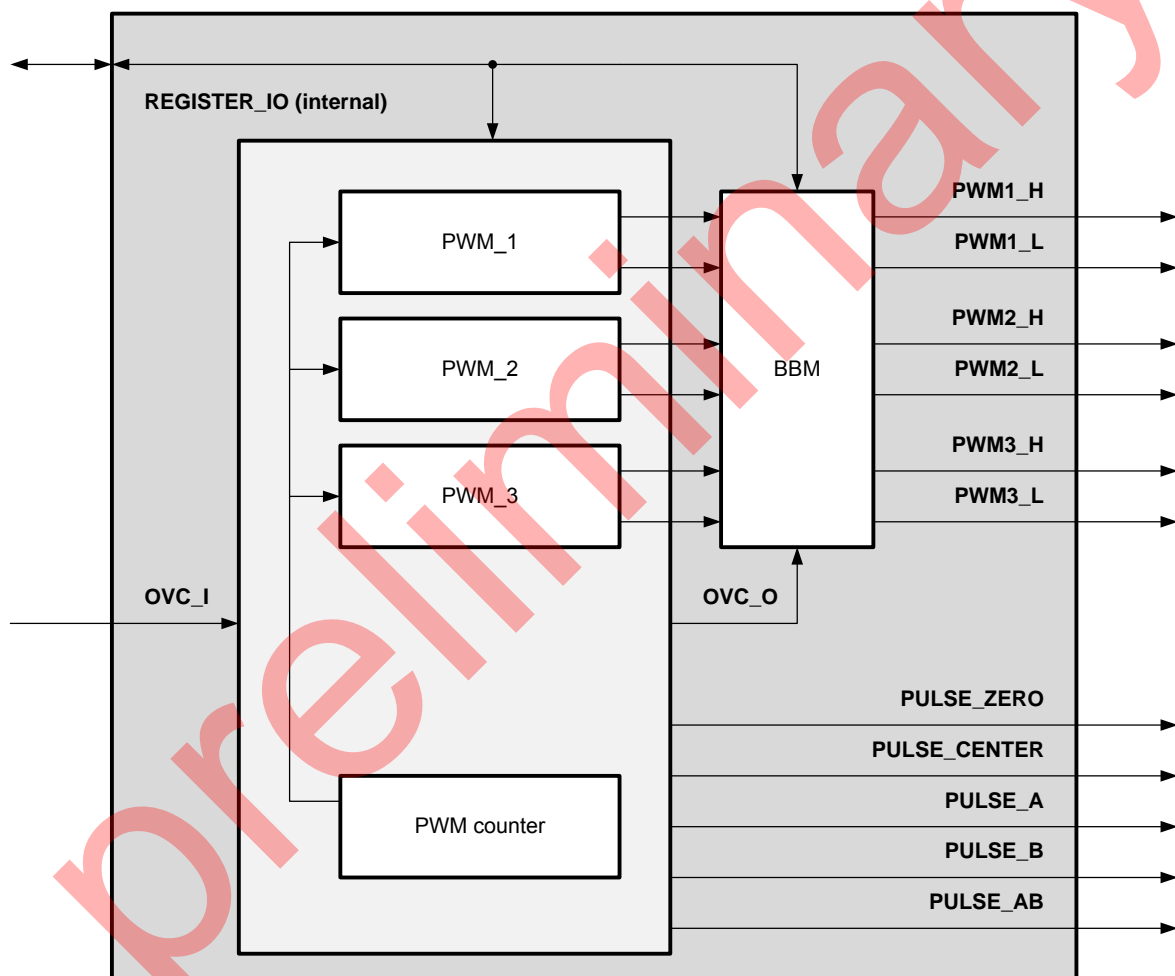 REGISTER_IO (internal)
PWM_1
PWM_2
PWM_3
BBM
PWM1_H
PWM1_L
PWM2_H
PWM2_L
PWM3_H
PWM3_L
OVC_I
OVC_O
PWM counter
PULSE_ZERO
PULSE_CENTER
PULSE_A
PULSE_B
PULSE_AB
preliminary